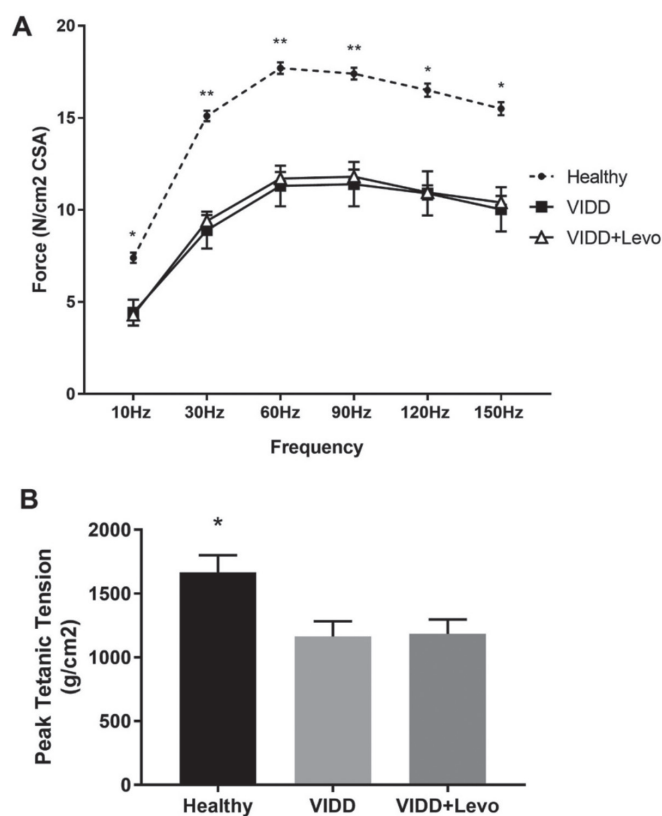 A
20
15
10
5
0
Force (N/cm2 CSA)
*
**
**
**
*
*
10Hz 30Hz 60Hz 90Hz 120Hz 150Hz
Frequency
Healthy
VIDD
VIDD+Levo
B
2000
1500
1000
500
0
Peak Tetanic Tension
(g/cm2)
*
Healthy VIDD VIDD+Levo